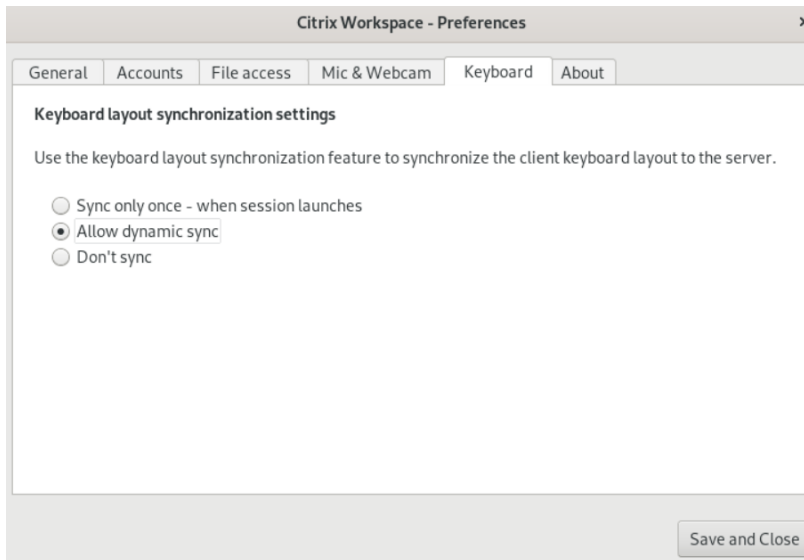 Citrix Workspace - Preferences
General Accounts File access Mic & Webcam Keyboard About
Keyboard layout synchronization settings
Use the keyboard layout synchronization feature to synchronize the client keyboard layout to the server.
Sync only once - when session launches
Allow dynamic sync
Don't sync
Save and Close